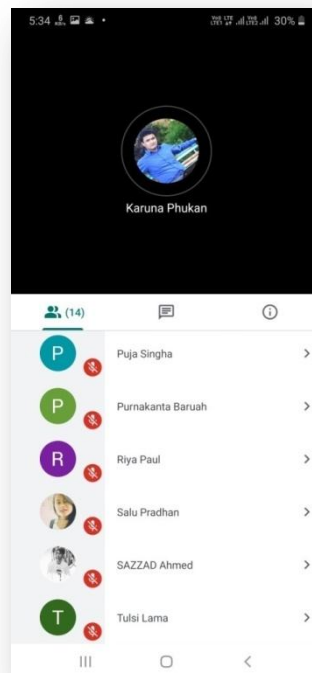 5:34
30%
Karuna Phukan
(14)
P Puja Singha
P Purnakanta Baruah
R Riya Paul
Salu Pradhan
SAZZAD Ahmed
T Tulsi Lama